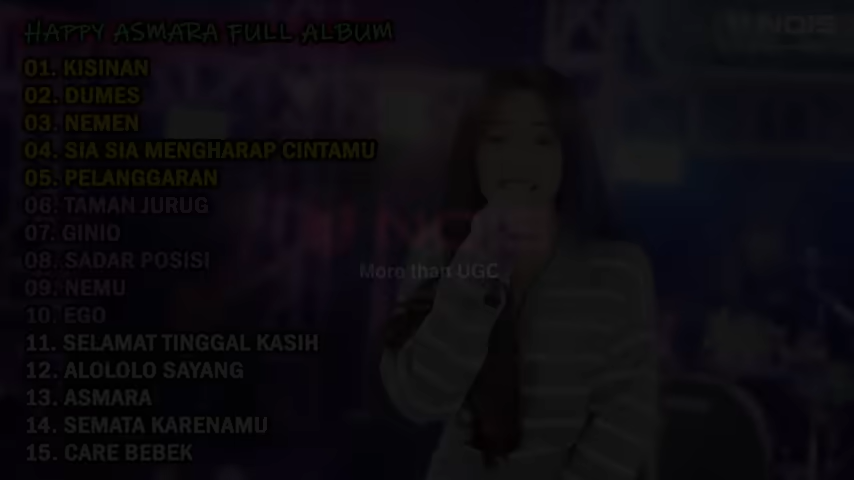 HAPPY ASMARA FULL ALBUM
NOIS
01. KISINAN
02. DUMES
03. NEMEN
04. SIA SIA MENGHARAP CINTAMU
05. PELANGGARAN
06. TAMAN JURUG
07. GINIO
NOIS
08. SADAR POSISI
More than UGC
09. NEMU
10. EGO
11. SELAMAT TINGGAL KASIH
12. ALOLOLO SAYANG
13. ASMARA
14. SEMATA KARENAMU
15. CARE BEBEK